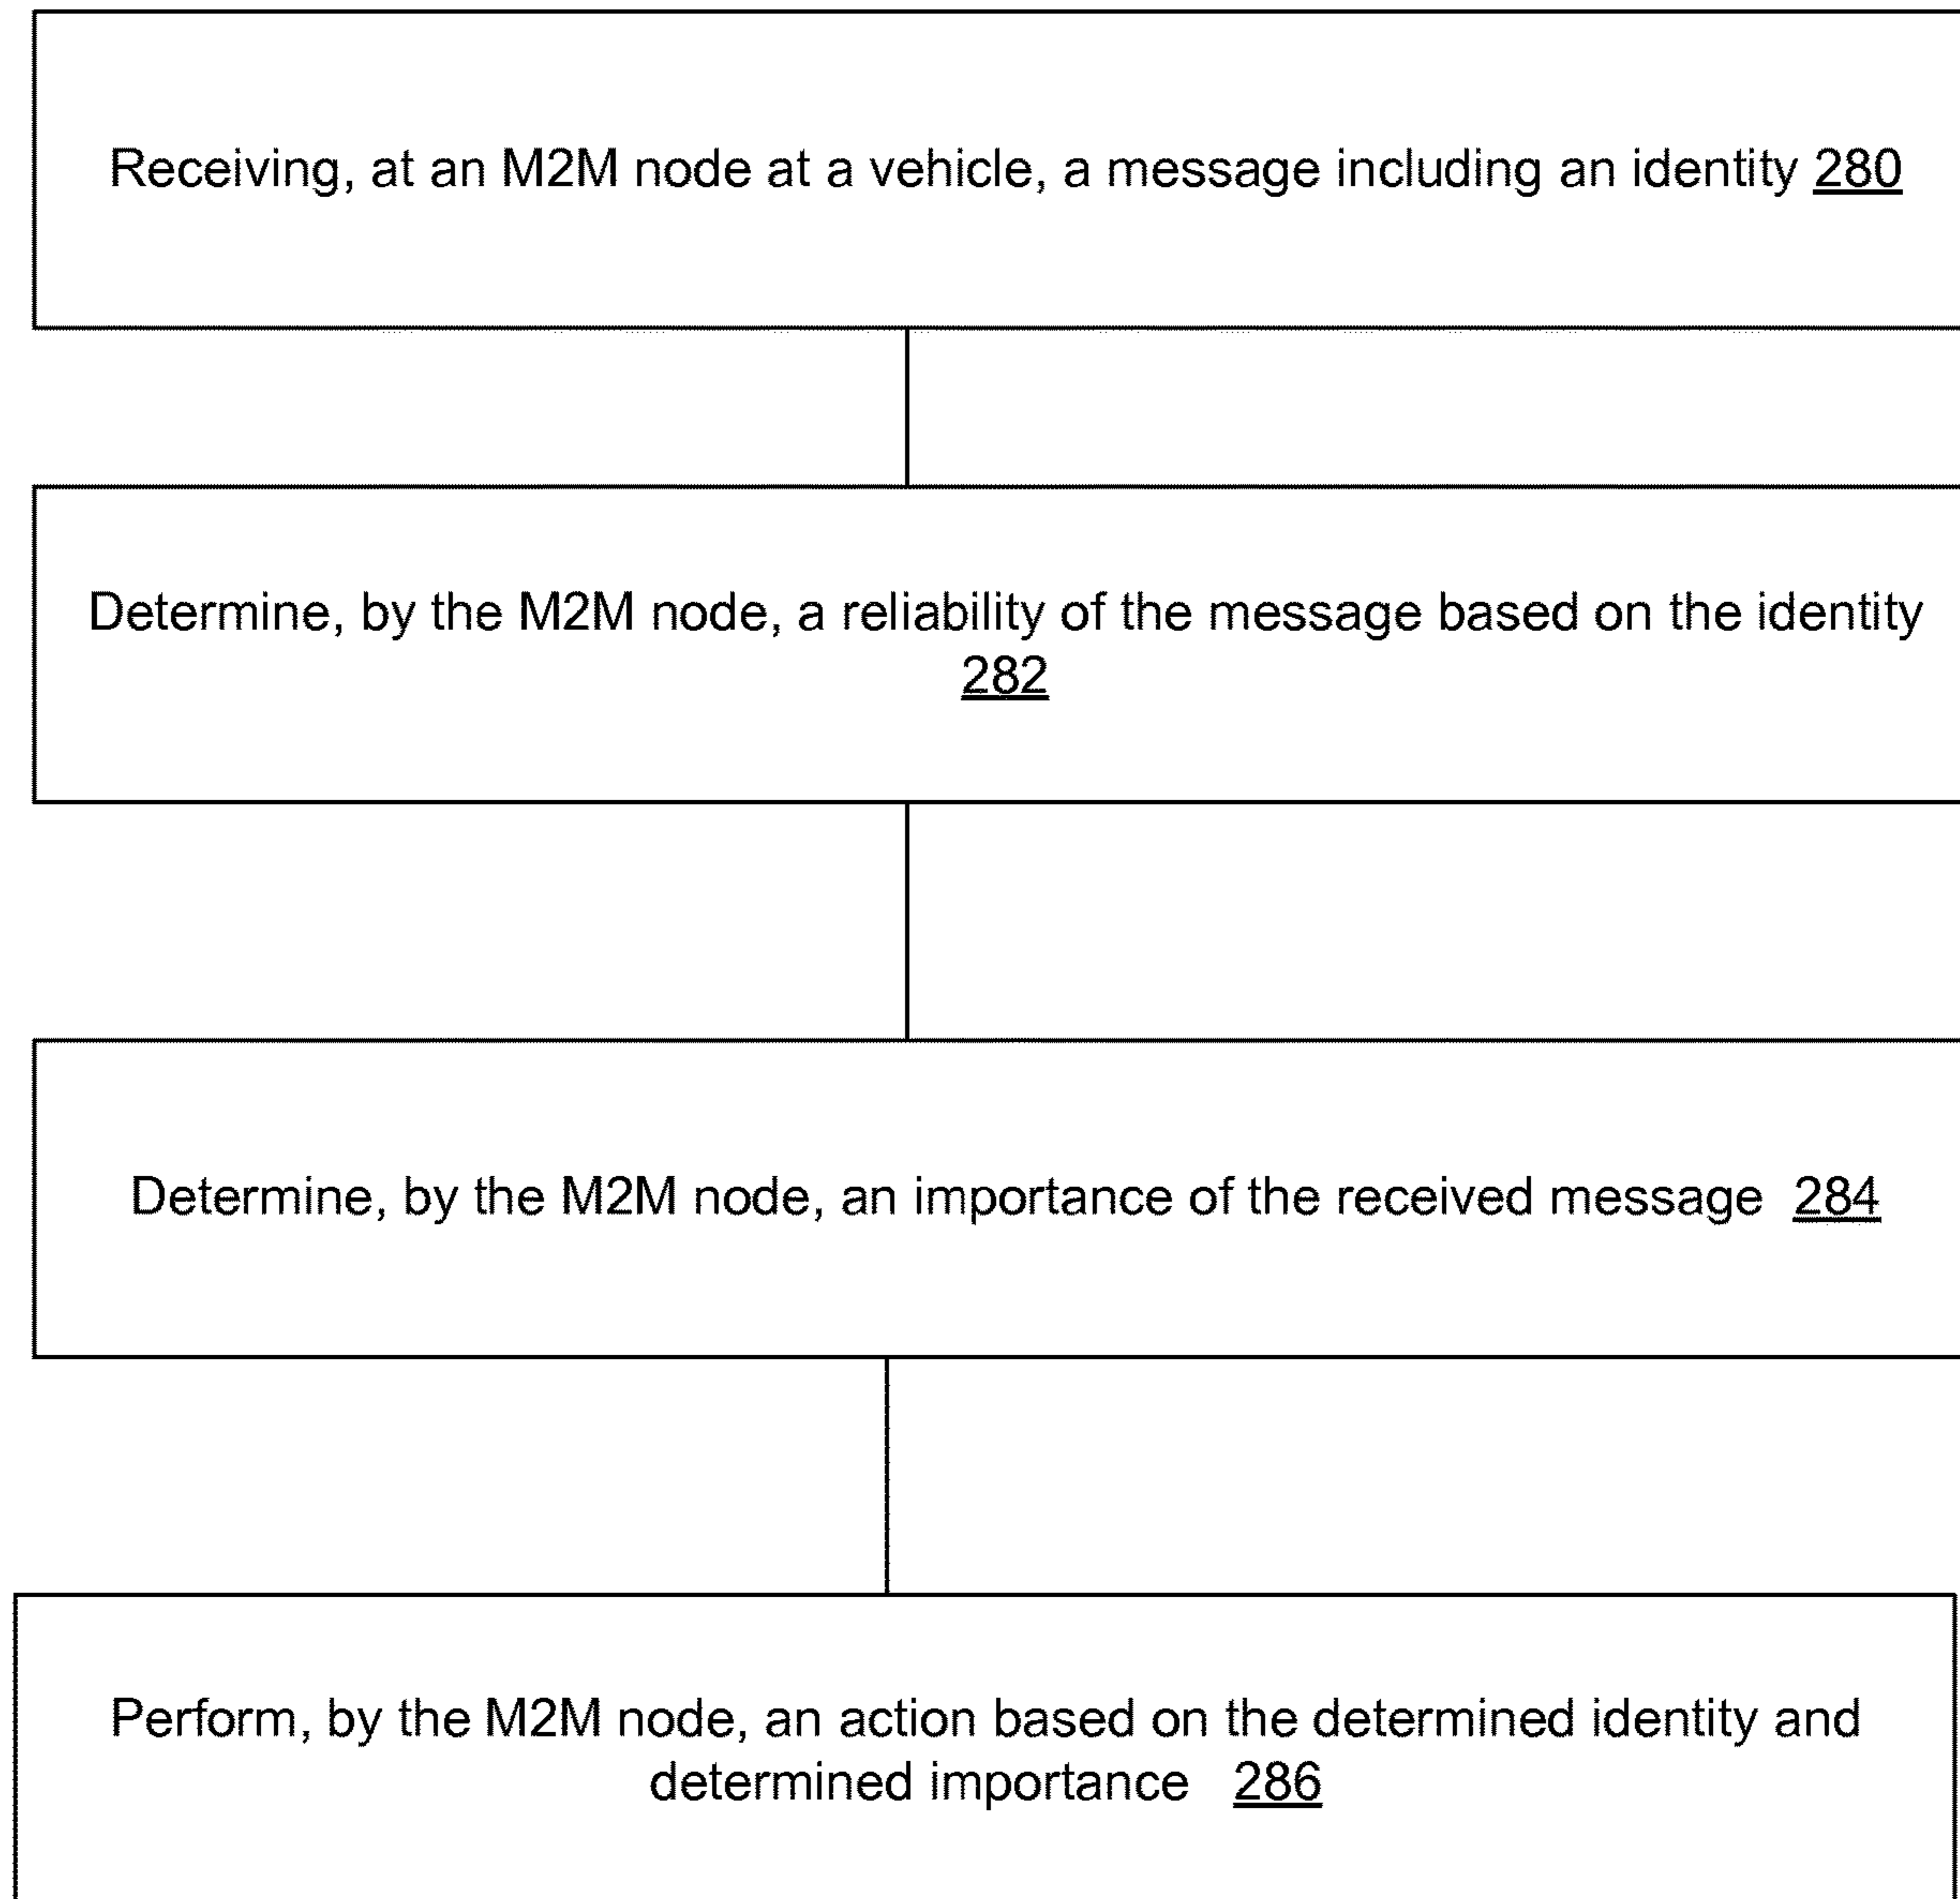 Receiving, at an M2M node at a vehicle, a message including an identity 280
Determine, by the M2M node, a reliability of the message based on the identity
282
Determine, by the M2M node, an importance of the received message 284
Perform, by the M2M node, an action based on the determined identity and
determined importance 286